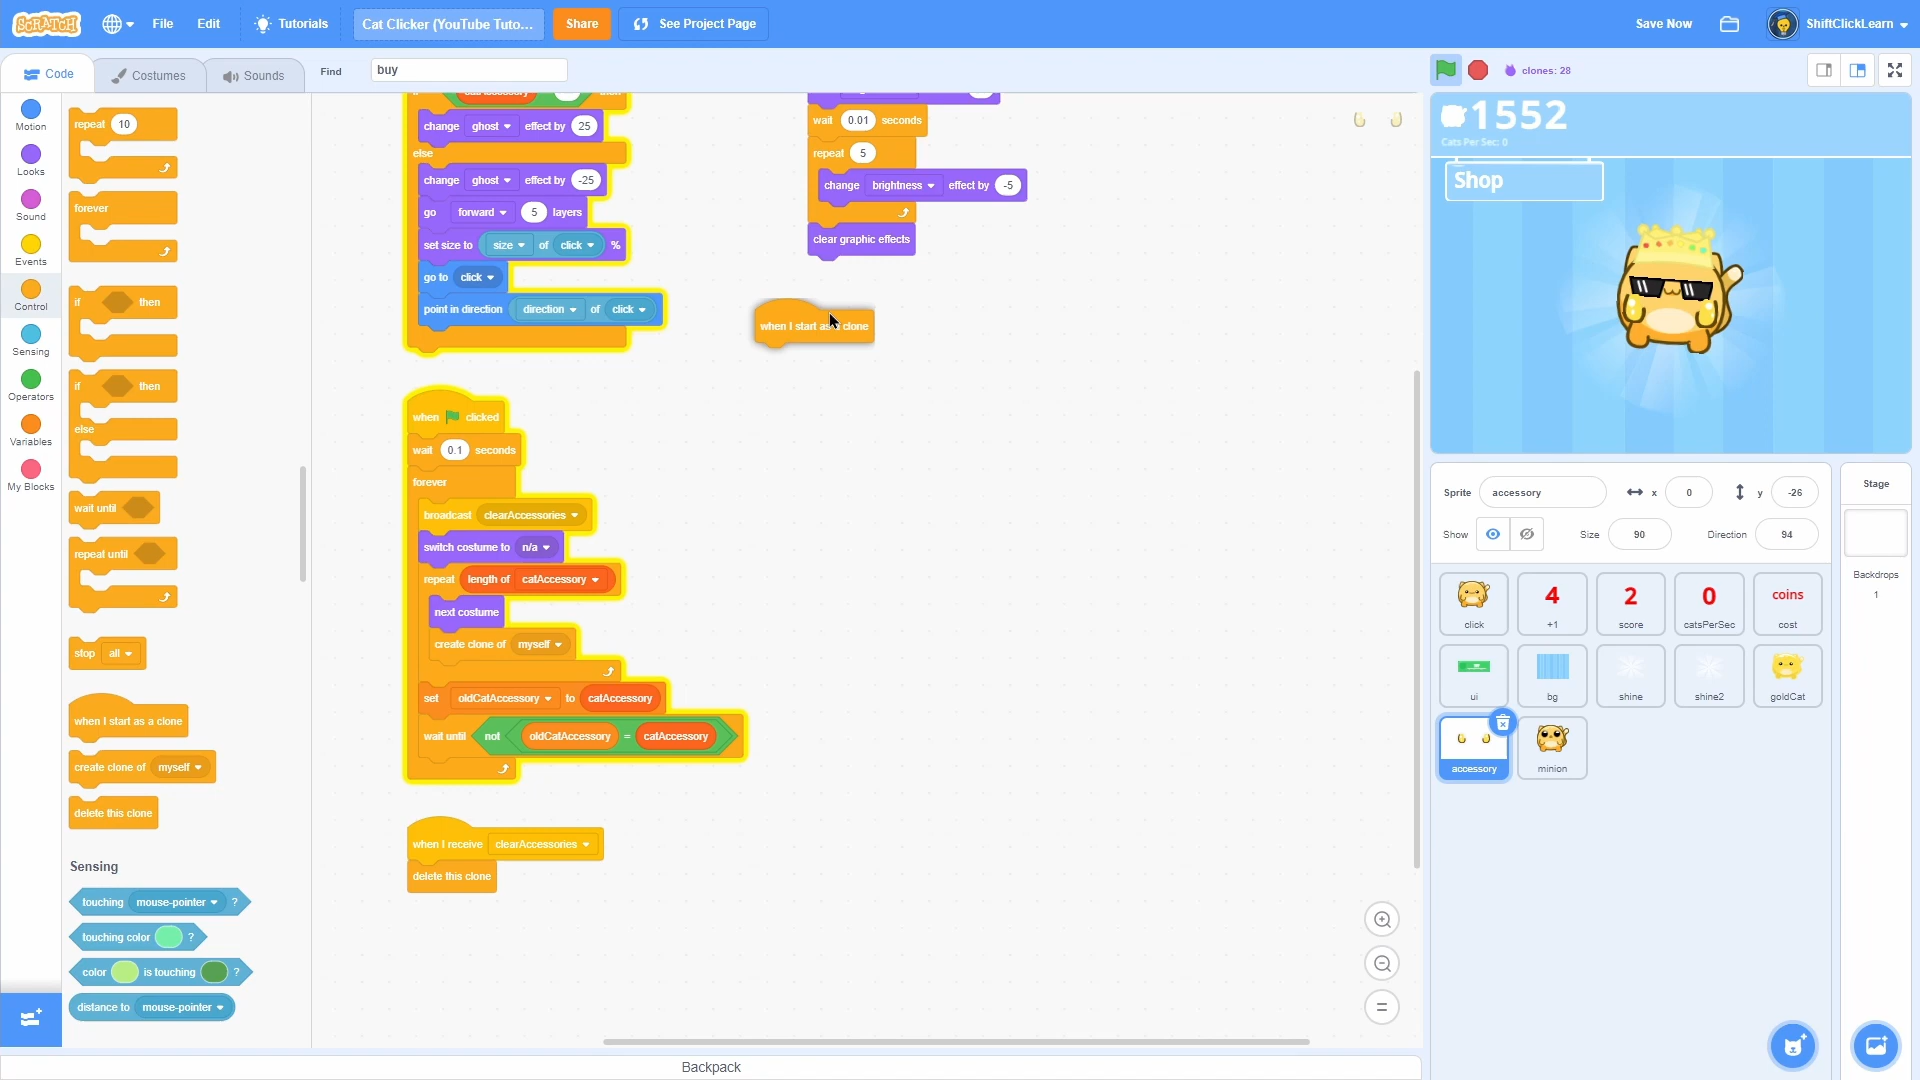 SCRATCH
File
Edit
Tutorials
Cat Clicker (YouTube Tuto...
Share
See Project Page
Save Now
ShiftClickLearn
Code
Costumes
Sounds
Find
buy
clones: 28
Motion
Looks
Sound
Events
Control
Sensing
Operators
Variables
My Blocks
repeat 10
forever
if then
if then
else
wait until
repeat until
stop all
when I start as a clone
create clone of myself
delete this clone
Sensing
touching mouse-pointer ?
touching color ?
color is touching ?
distance to mouse-pointer
change ghost effect by 25
else
change ghost effect by -25
go forward 5 layers
set size to size of click %
go to click
point in direction direction of click
when clicked
wait 0.1 seconds
forever
broadcast clearAccessories
switch costume to n/a
repeat length of catAccessory
next costume
create clone of myself
set oldCatAccessory to catAccessory
wait until not oldCatAccessory = catAccessory
when I receive clearAccessories
delete this clone
wait 0.01 seconds
repeat 5
change brightness effect by -5
clear graphic effects
when I start as a clone
1552
Cats Per Sec: 0
Shop
Sprite accessory x 0 y -26
Show Size 90 Direction 94
click
4
+1
2
score
0
catsPerSec
coins
cost
ui
bg
shine
shine2
goldCat
accessory
minion
Stage
Backdrops
1
Backpack